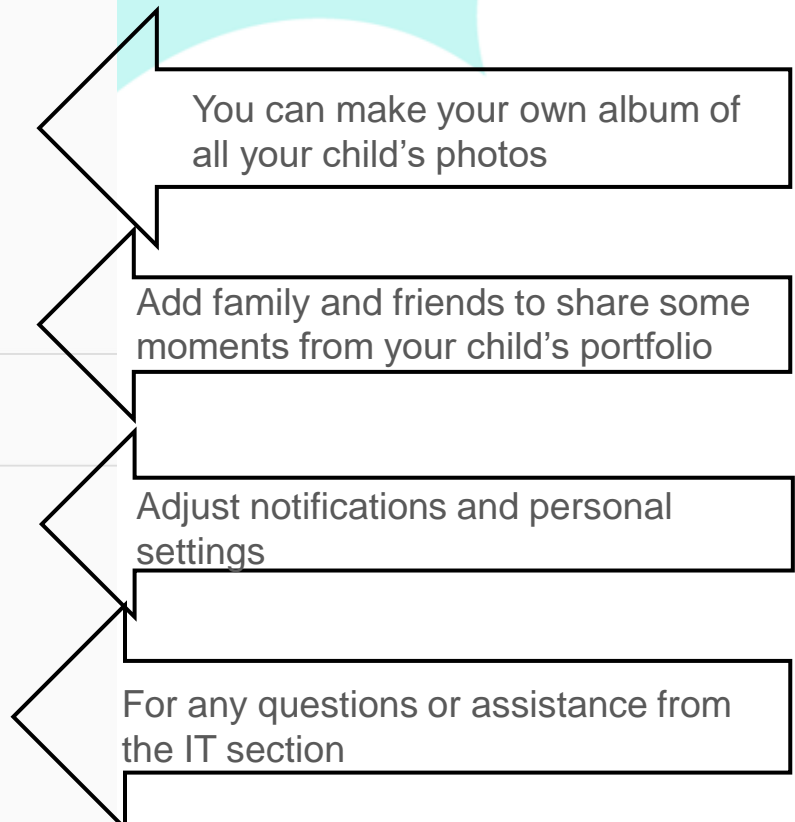 You can make your own album of
all your child’s photos
Add family and friends to share some
moments from your child’s portfolio
Adjust notifications and personal
settings
For any questions or assistance from
the IT section